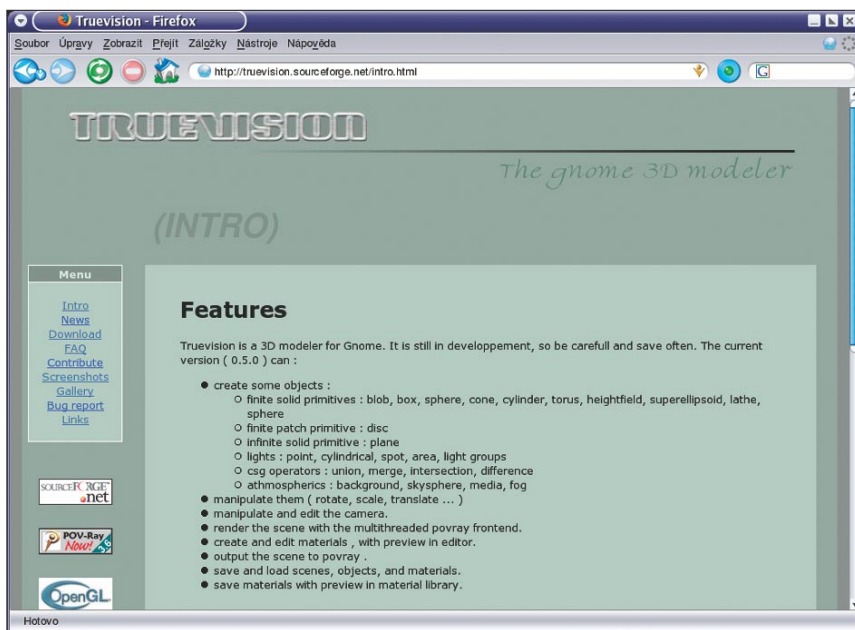 Truevision - Firefox
Soubor Úpravy Zobrazit Přejít Záložky Nástroje Nápověda
http://truevision.sourceforge.net/intro.html
G
TRUEVISION
The gnome 3D modeler
(INTRO)
Menu
Intro
News
Download
FAQ
Contribute
Screenshots
Gallery
Bug report
Links
SOURCEFORGE
.net
POV-Ray
Now!
OpenGL
Features
Truevision is a 3D modeler for Gnome. It is still in developpement, so be carefull and save often. The current
version ( 0.5.0 ) can :
create some objects :
finite solid primitives : blob, box, sphere, cone, cylinder, torus, heightfield, superellipsoid, lathe,
sphere
finite patch primitive : disc
infinite solid primitive : plane
lights : point, cylindrical, spot, area, light groups
csg operators : union, merge, intersection, difference
athmospherics : background, skysphere, media, fog
manipulate them ( rotate, scale, translate ... )
manipulate and edit the camera.
render the scene with the multithreaded povray frontend.
create and edit materials , with preview in editor.
output the scene to povray .
save and load scenes, objects, and materials.
save materials with preview in material library.
Hotovo